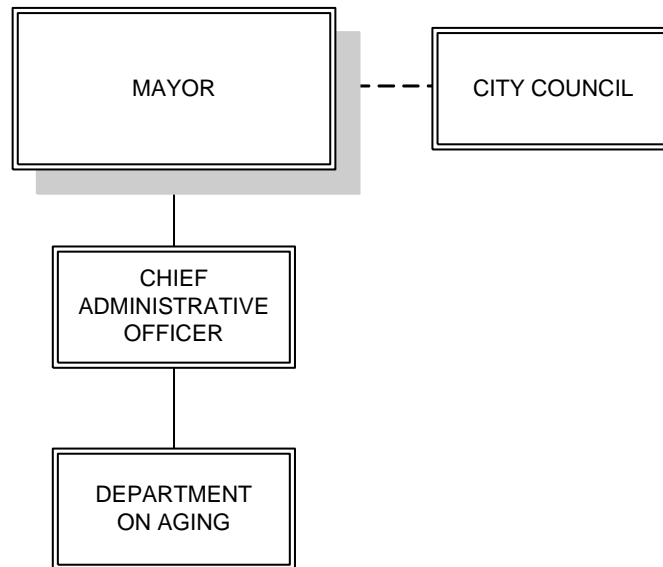 MAYOR
CITY COUNCIL
CHIEF
ADMINISTRATIVE
OFFICER
DEPARTMENT
ON AGING